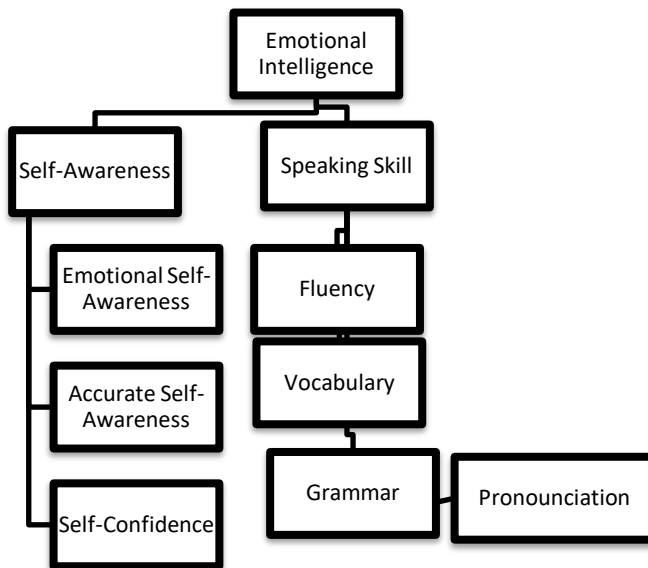 Emotional
Intelligence
Self-Awareness
Speaking Skill
Emotional Self-
Awareness
Fluency
Accurate Self-
Awareness
Vocabulary
Self-Confidence
Grammar
Pronounciation